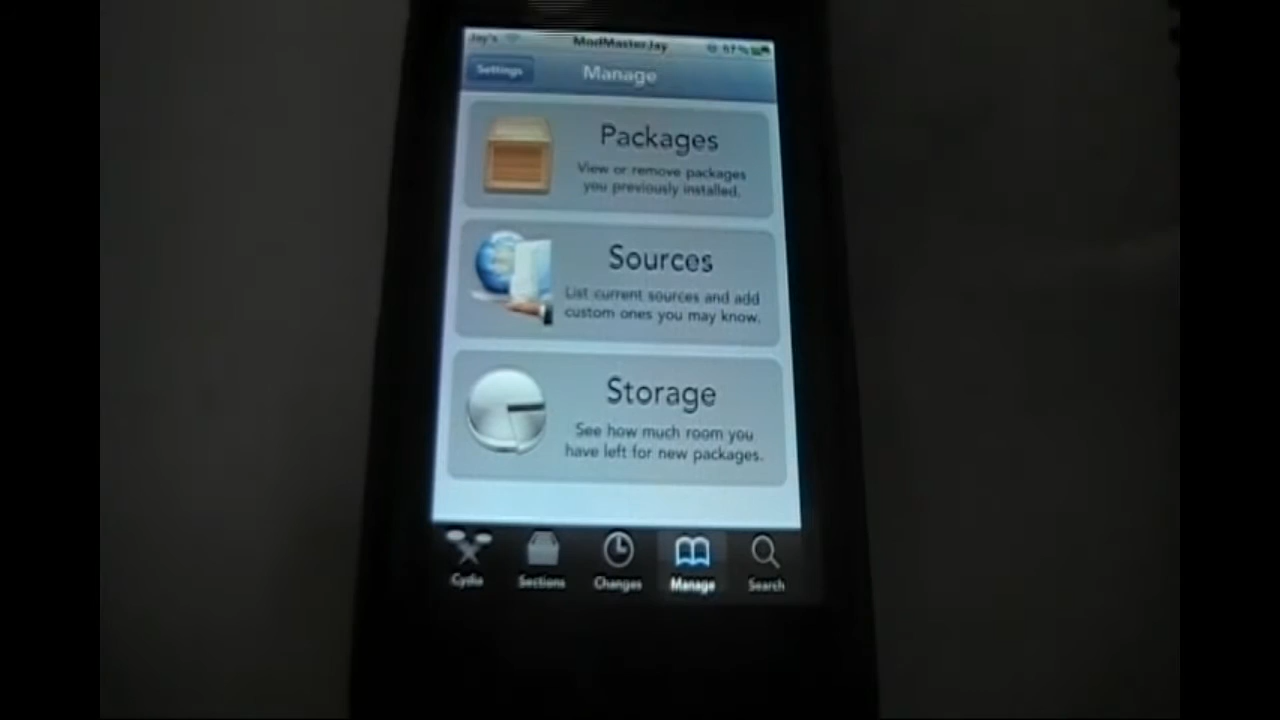 Jay's ModMasterJay
Settings Manage
Packages
View or remove packages
you previously installed.
Sources
List current sources and add
custom ones you may know.
Storage
See how much room you
have left for new packages.
Cydia Sections Changes Manage Search